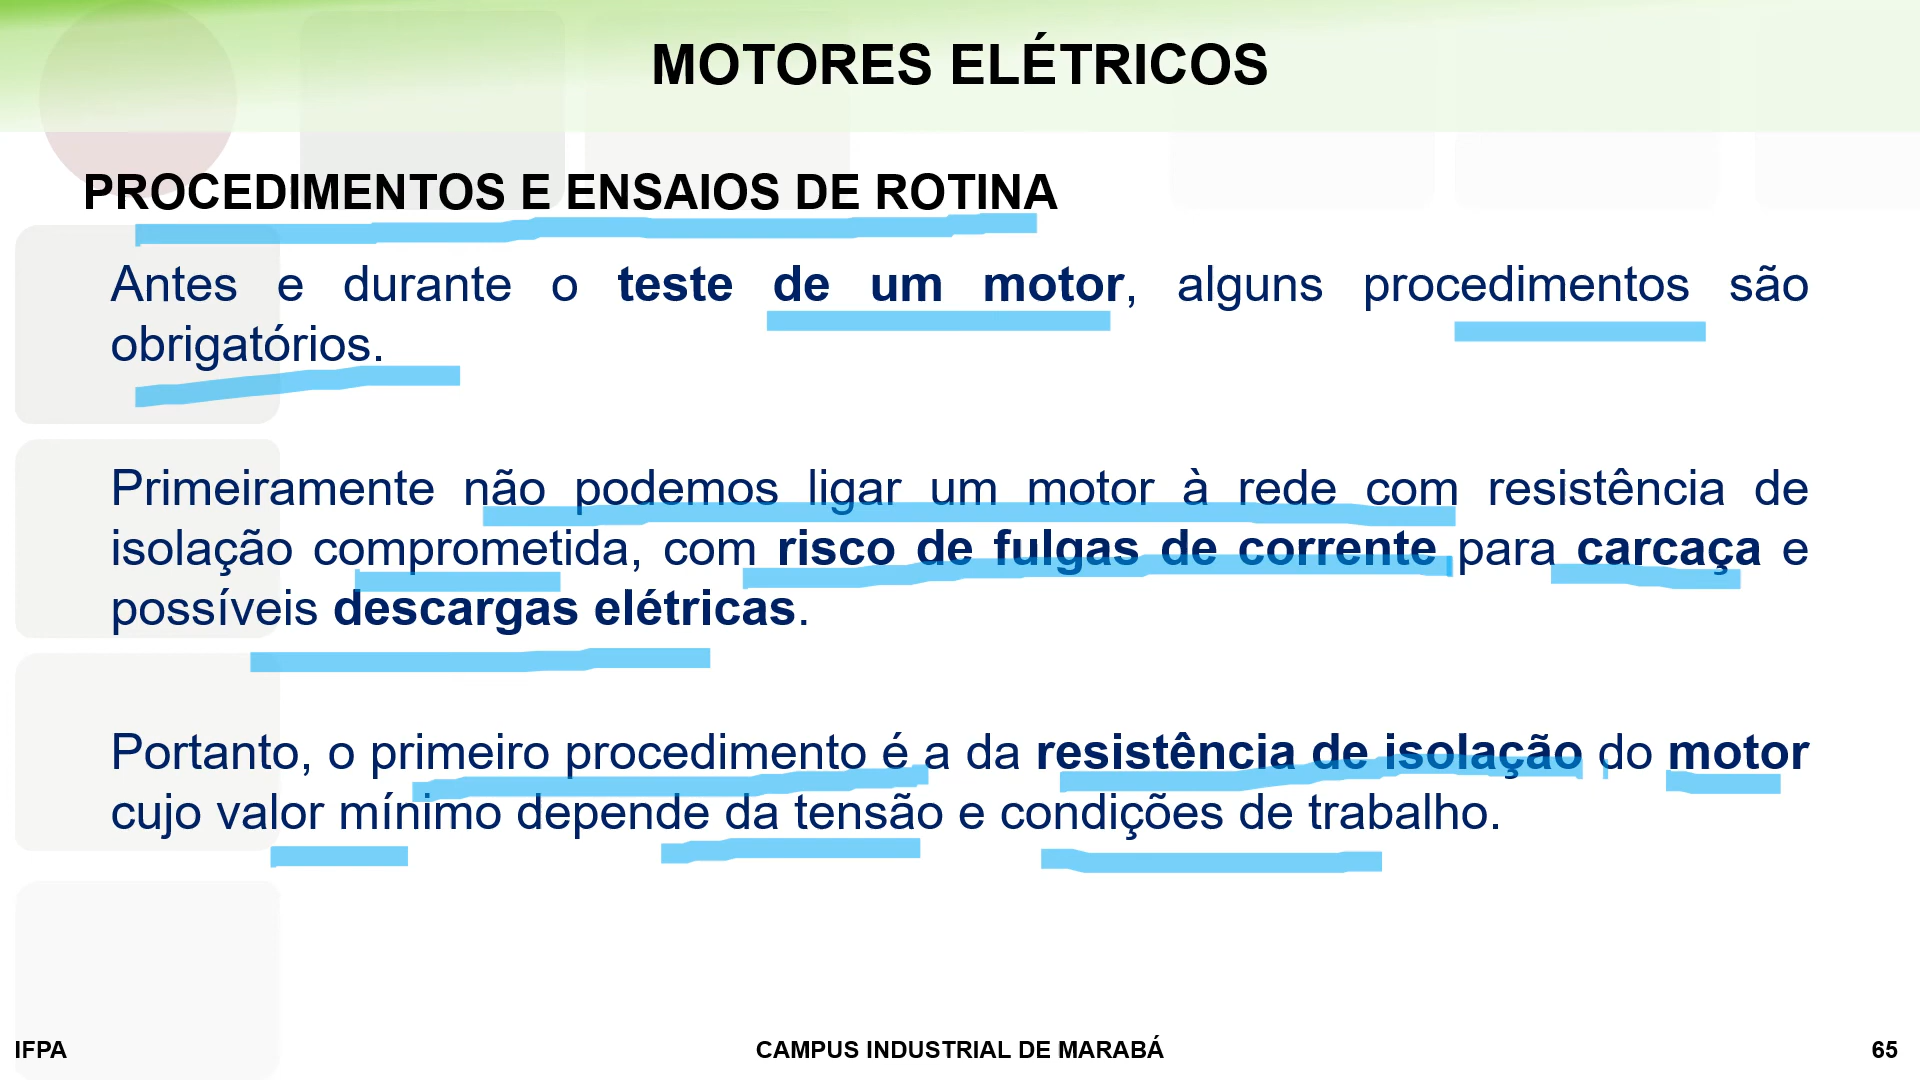 MOTORES ELÉTRICOS
PROCEDIMENTOS E ENSAIOS DE ROTINA
Antes e durante o teste de um motor, alguns procedimentos são
obrigatórios.
Primeiramente não podemos ligar um motor à rede com resistência de
isolação comprometida, com risco de fulgas de corrente para carcaça e
possíveis descargas elétricas.
Portanto, o primeiro procedimento é a da resistência de isolação do motor
cujo valor mínimo depende da tensão e condições de trabalho.
IFPA
CAMPUS INDUSTRIAL DE MARABÁ
65